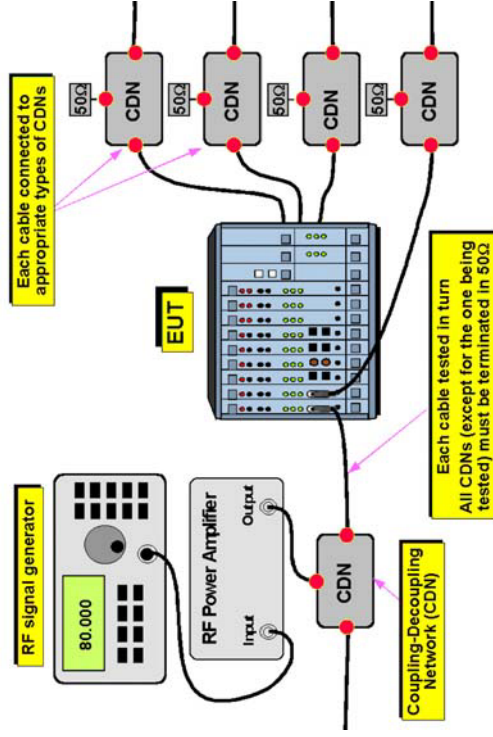 RF signal generator
80.000
RF Power Amplifier
Input
Output
CDN
Coupling-Decoupling
Network (CDN)
EUT
Each cable connected to
appropriate types of CDNs
50Ω
CDN
50Ω
CDN
50Ω
CDN
50Ω
CDN
Each cable tested in turn
All CDNs (except for the one being
tested) must be terminated in 50Ω